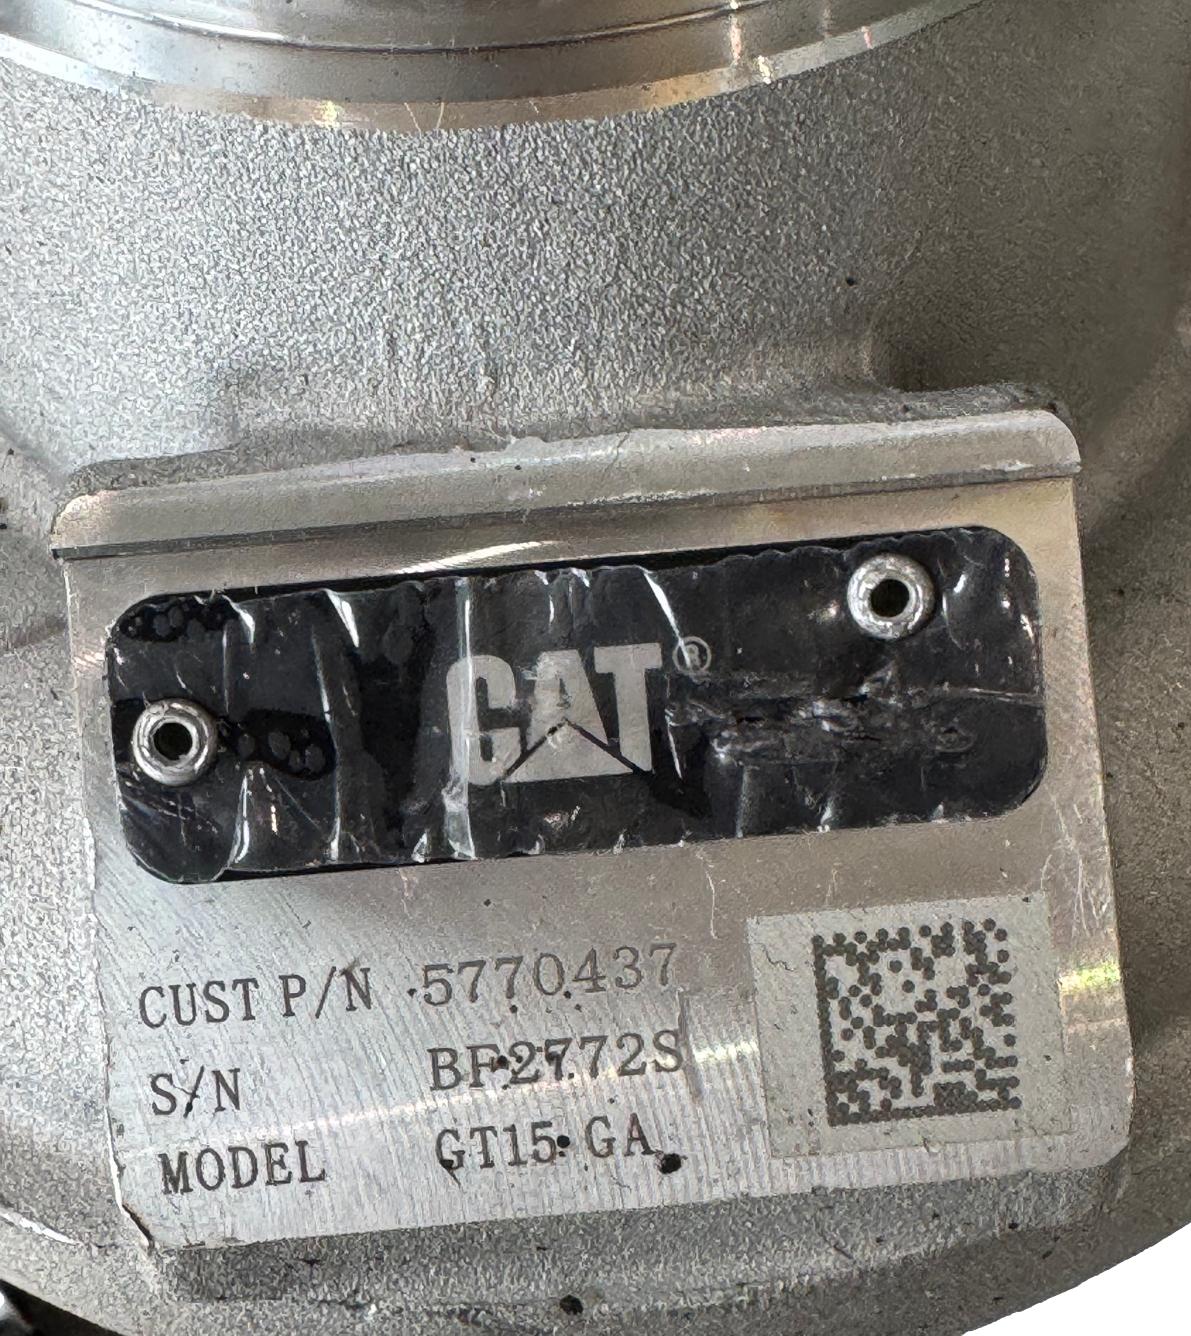 CAT®
CUST P/N 5770437
S/N BF2772S
MODEL GT15 GA